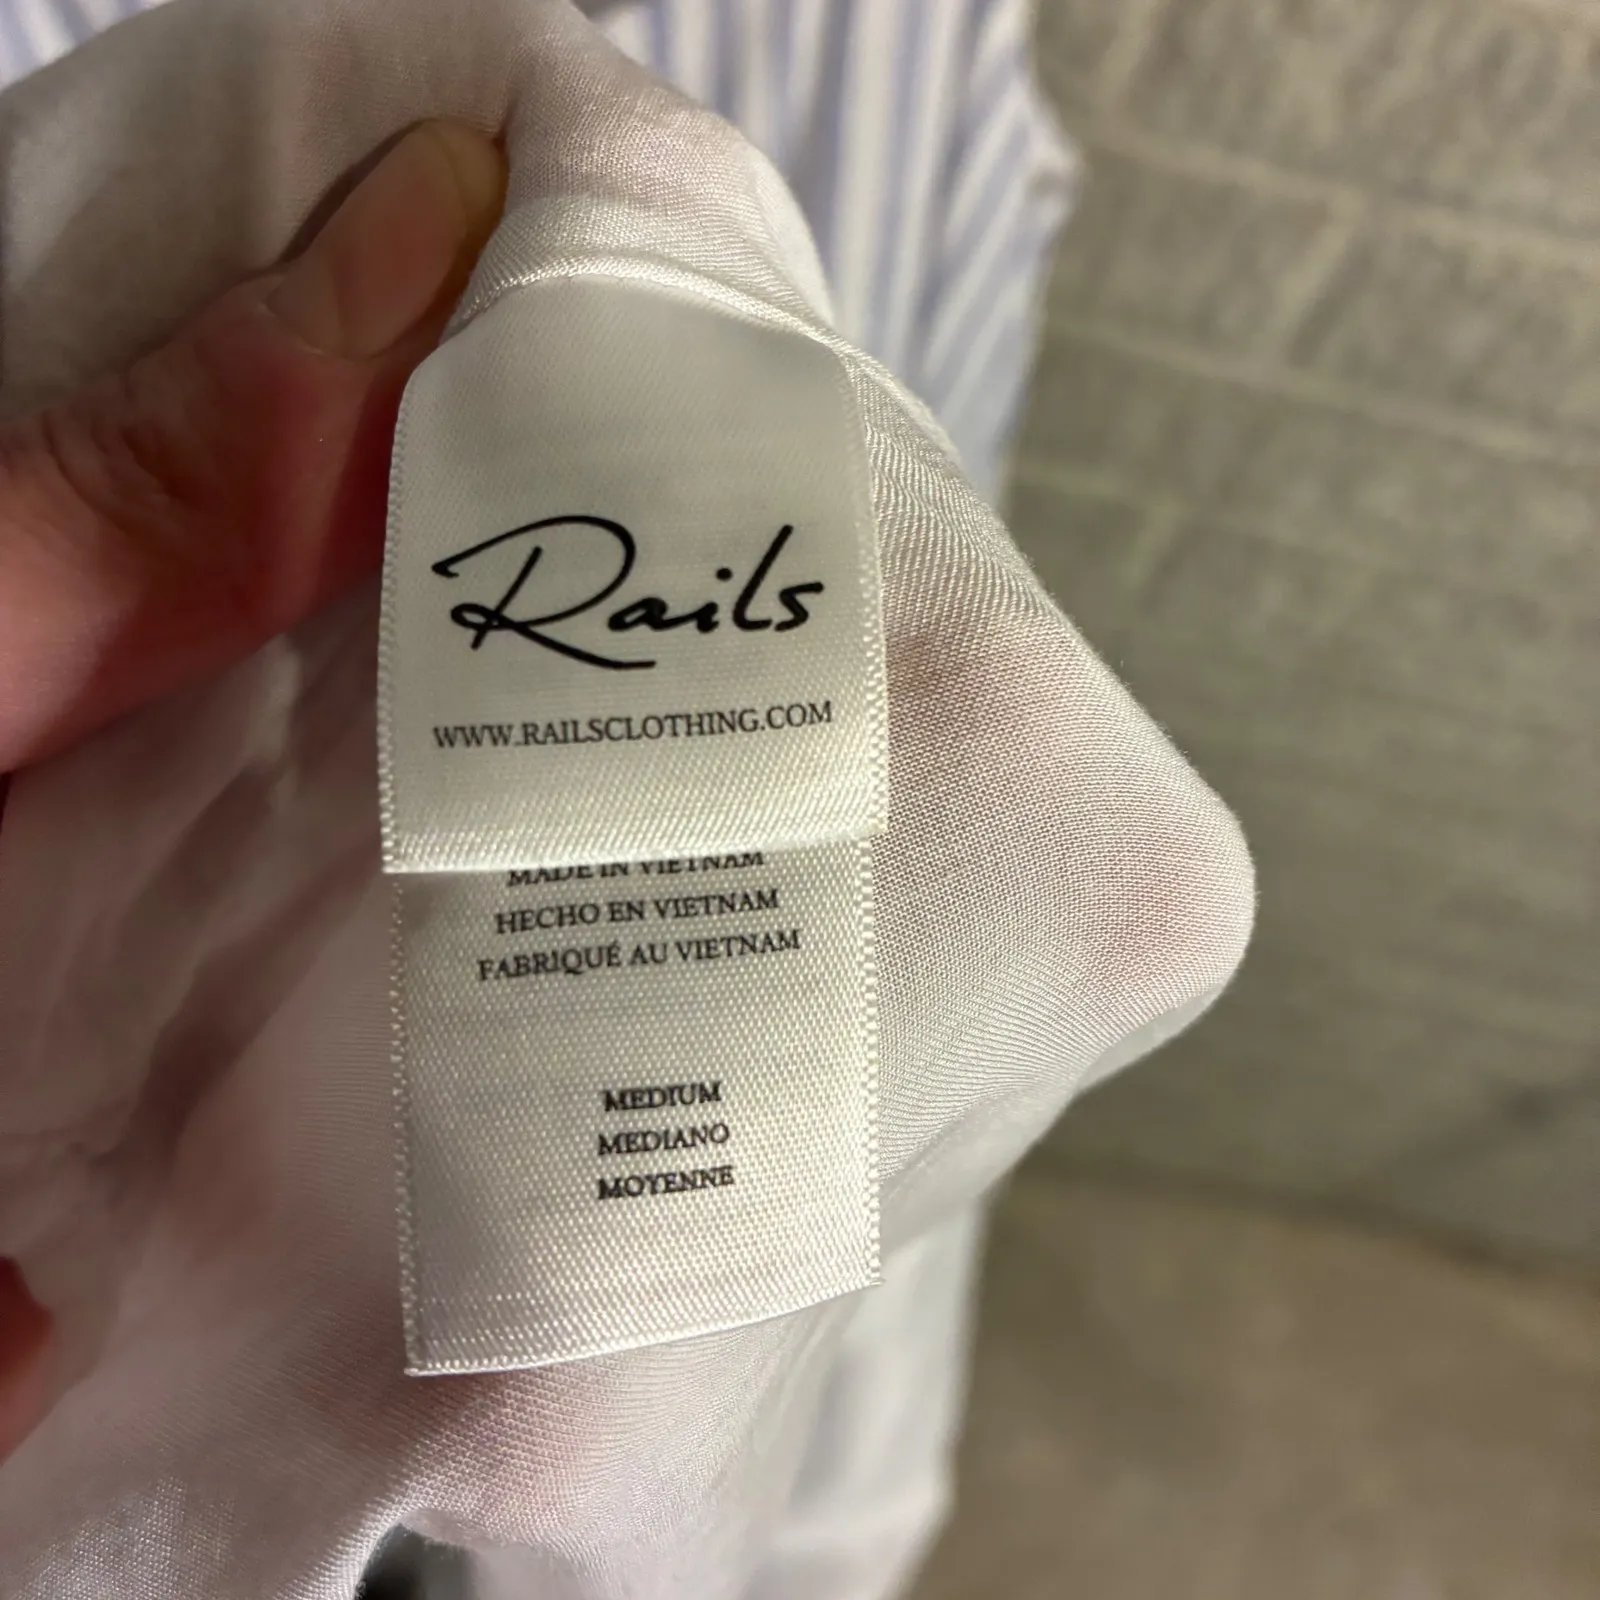 Rails
WWW.RAILSCLOTHING.COM
MADE IN VIETNAM
HECHO EN VIETNAM
FABRIQUÉ AU VIETNAM
MEDIUM
MEDIANO
MOYENNE